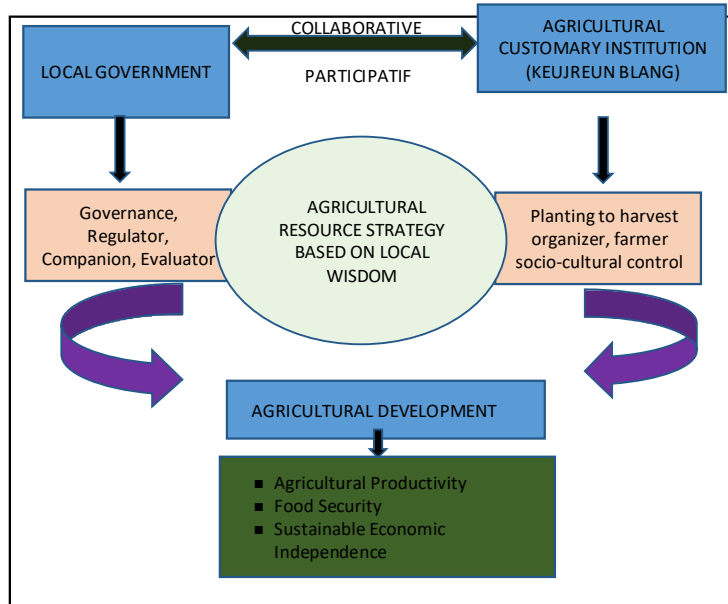 COLLABORATIVE
PARTICIPATIF
LOCAL GOVERNMENT
AGRICULTURAL
CUSTOMARY INSTITUTION
(KEUJREUN BLANG)
Governance,
Regulator,
Companion, Evaluator
AGRICULTURAL
RESOURCE STRATEGY
BASED ON LOCAL
WISDOM
Planting to harvest
organizer, farmer
socio-cultural control
AGRICULTURAL DEVELOPMENT
■ Agricultural Productivity
■ Food Security
■ Sustainable Economic
Independence